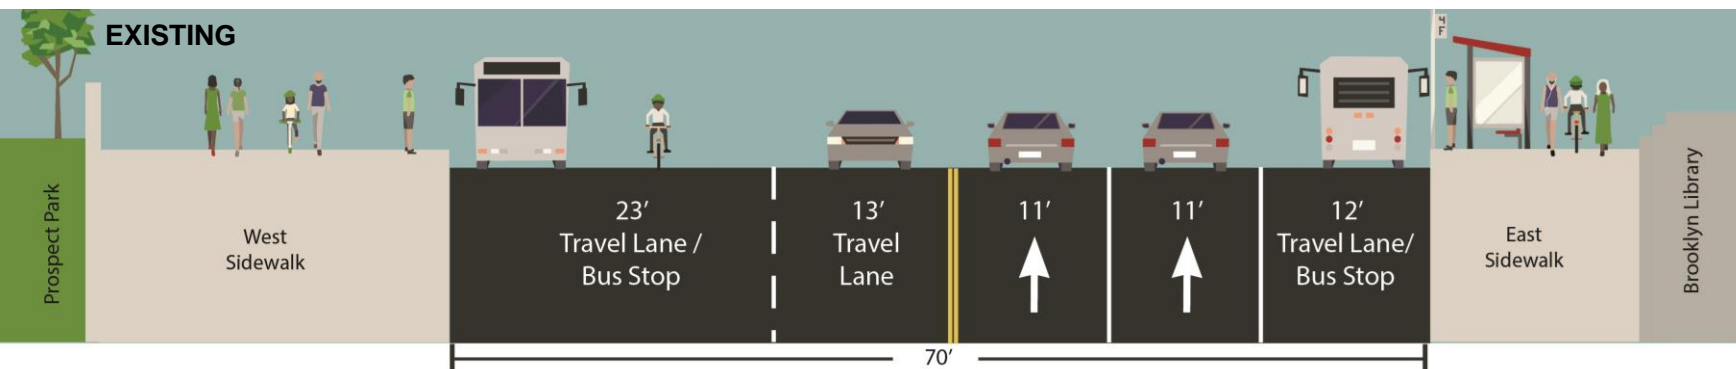 EXISTING
4
F
Prospect Park
West
Sidewalk
23’
Travel Lane /
Bus Stop
13’
Travel
Lane
11’
11’
12’
Travel Lane/
Bus Stop
East
Sidewalk
Brooklyn Library
70’